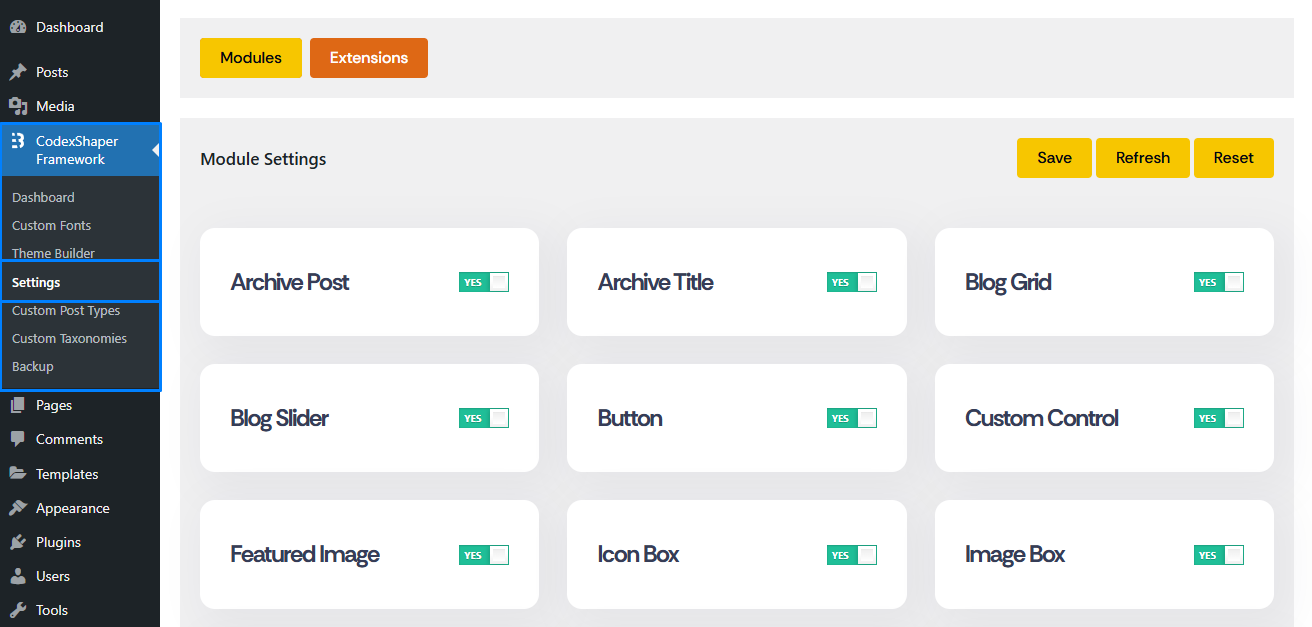 Dashboard
Posts
Media
CodexShaper
Framework
Dashboard
Custom Fonts
Theme Builder
Settings
Custom Post Types
Custom Taxonomies
Backup
Pages
Comments
Templates
Appearance
Plugins
Users
Tools
Modules
Extensions
Module Settings
Save
Refresh
Reset
Archive Post
YES
Archive Title
YES
Blog Grid
YES
Blog Slider
YES
Button
YES
Custom Control
YES
Featured Image
YES
Icon Box
YES
Image Box
YES